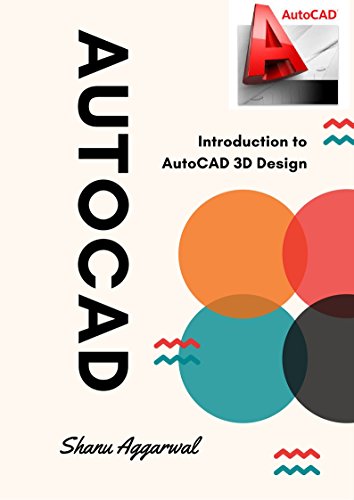 AutoCAD
AUTOCAD
Introduction to
AutoCAD 3D Design
Shanu Aggarwal